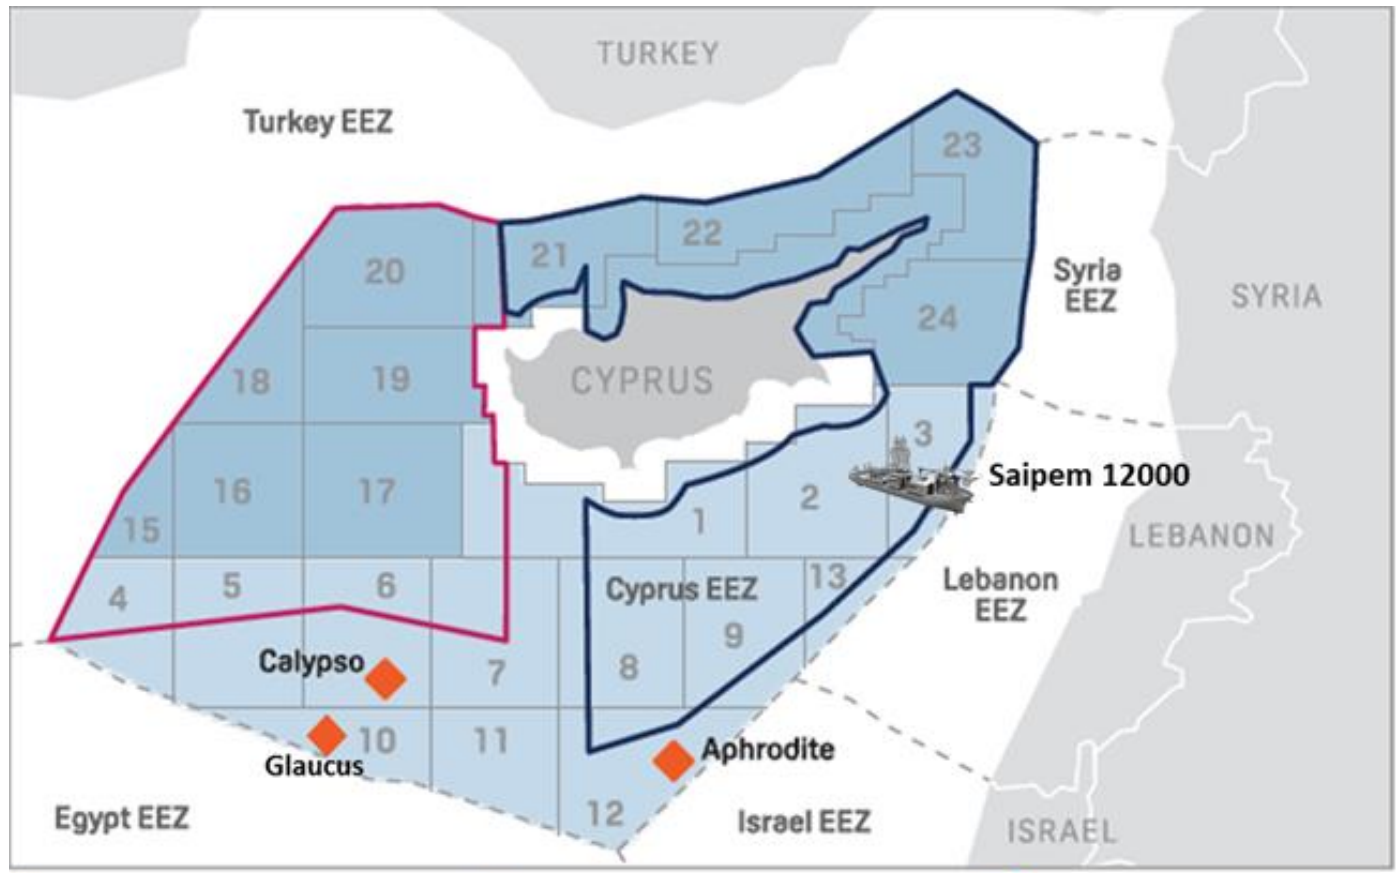 TURKEY
Turkey EEZ
23
22
21
20
Syria
EEZ
SYRIA
24
18
19
CYPRUS
3
Saipem 12000
16
17
2
15
1
LEBANON
4
5
6
Cyprus EEZ
13
Lebanon
EEZ
9
Calypso
7
8
10
11
Aphrodite
Glaucus
12
Egypt EEZ
Israel EEZ
ISRAEL